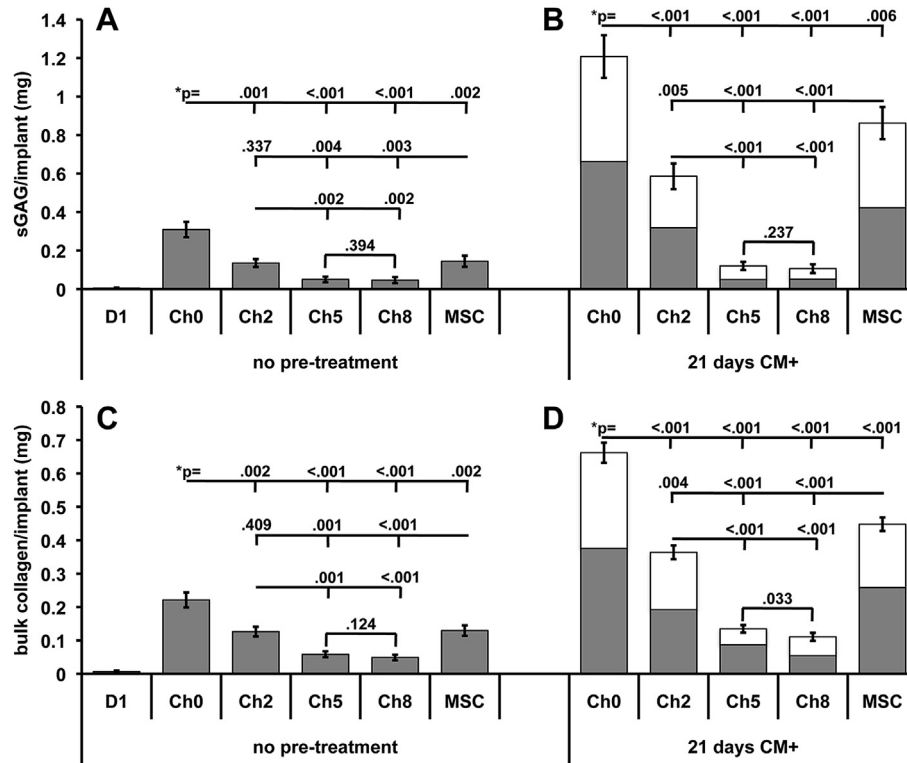 A
B
sGAG/implant (mg)
1.4
1.2
1
0.8
0.6
0.4
0.2
0
*p= .001 <.001 <.001 .002
.337 .004 .003
.002 .002
.394
*p= <.001 <.001 <.001 .006
.005 <.001 <.001
<.001 <.001
.237
D1 Ch0 Ch2 Ch5 Ch8 MSC
Ch0 Ch2 Ch5 Ch8 MSC
no pre-treatment
21 days CM+
C
D
bulk collagen/implant (mg)
0.8
0.7
0.6
0.5
0.4
0.3
0.2
0.1
0
*p= .002 <.001 <.001 .002
.409 .001 <.001
.001 <.001
.124
*p= <.001 <.001 <.001 <.001
.004 <.001 <.001
<.001 <.001
.033
D1 Ch0 Ch2 Ch5 Ch8 MSC
Ch0 Ch2 Ch5 Ch8 MSC
no pre-treatment
21 days CM+